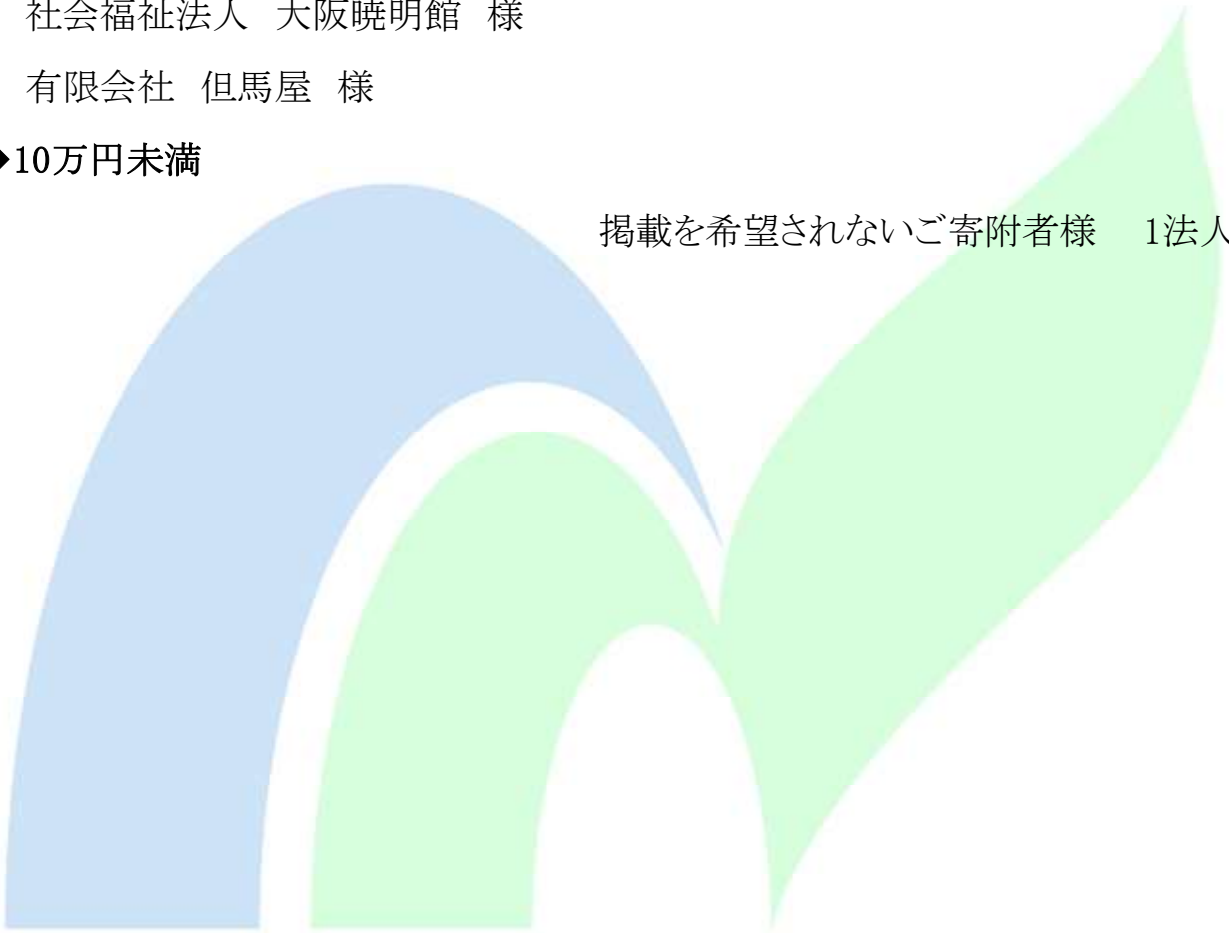 社会福祉法人　大阪暁明館　様
有限会社　但馬屋　様
◆10万円未満
掲載を希望されないご寄附者様　1法人